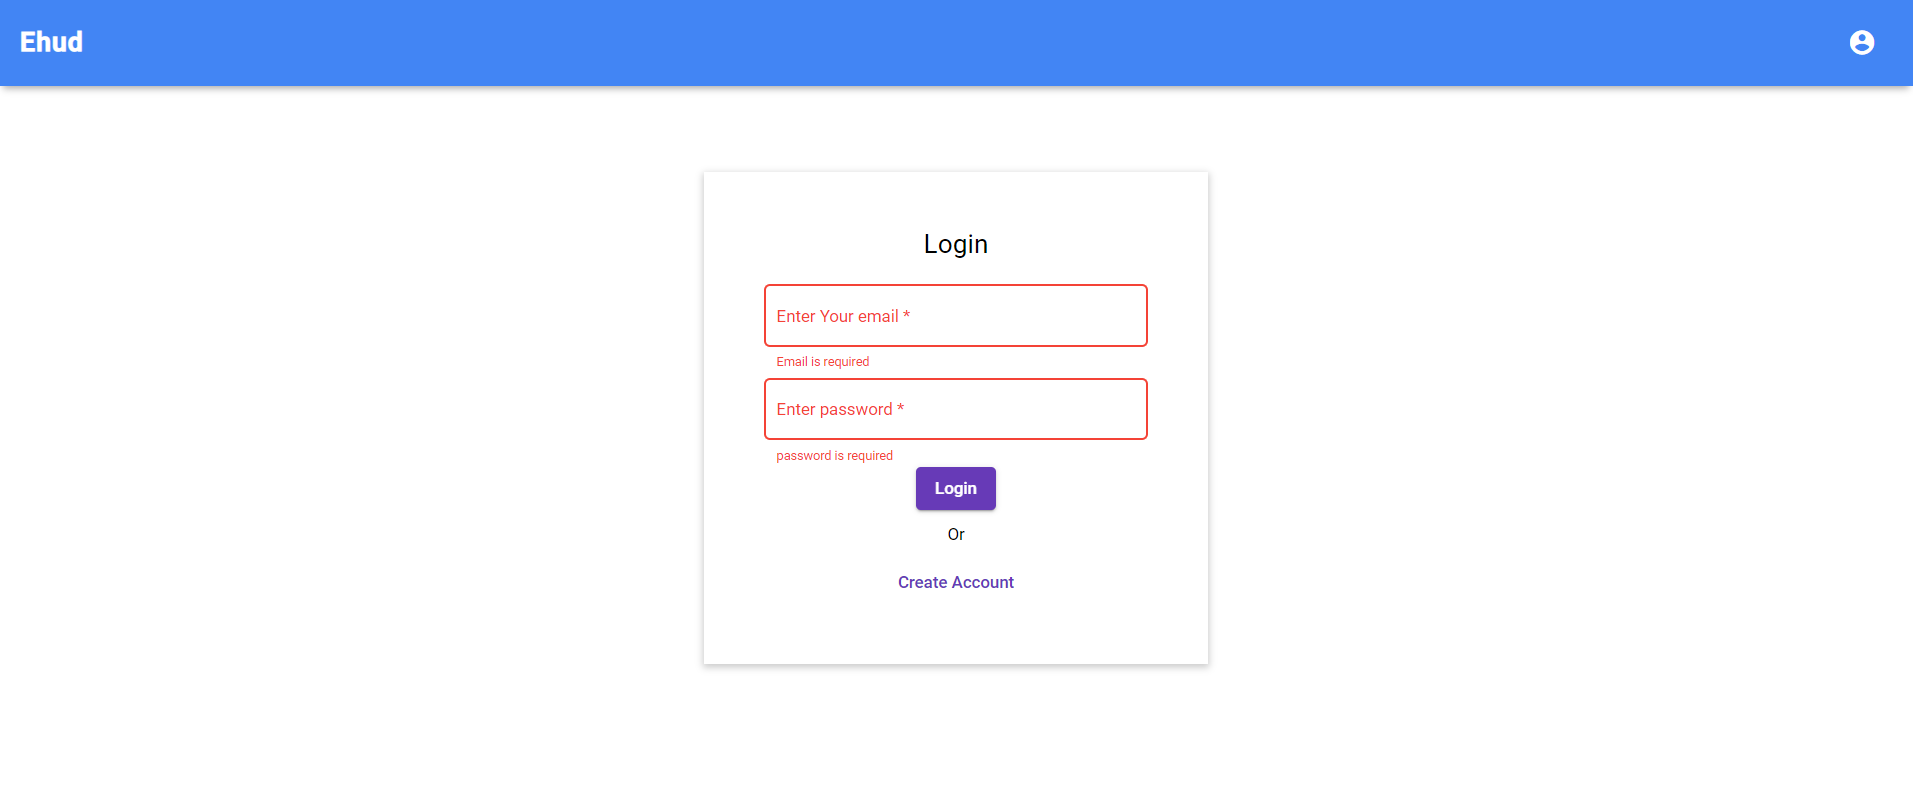 Ehud
Login
Enter Your email *
Email is required
Enter password *
password is required
Login
Or
Create Account